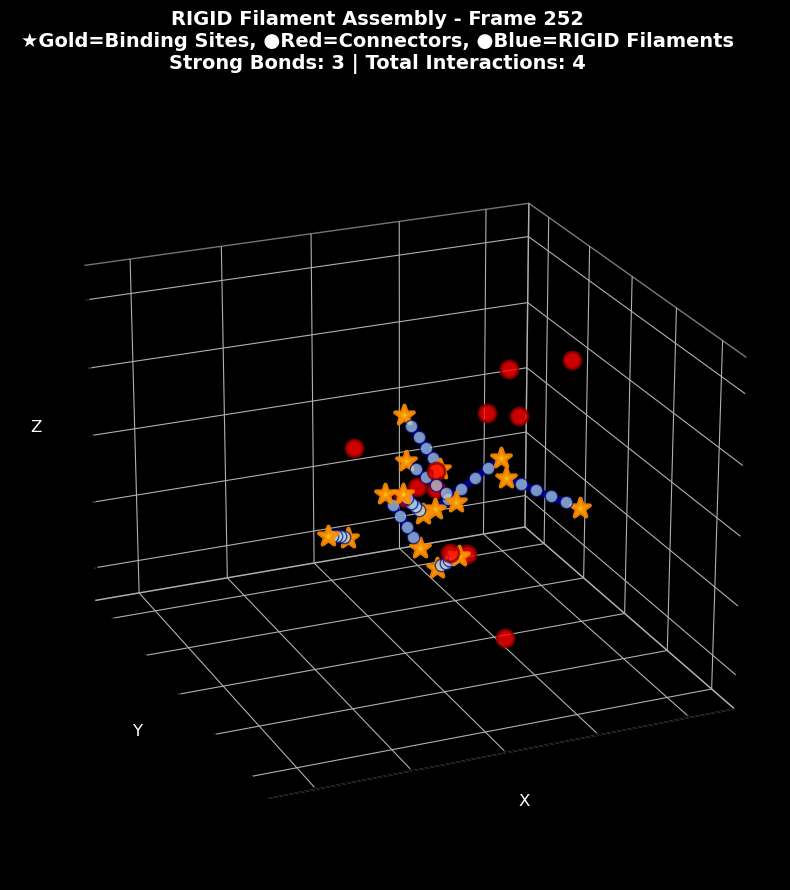 RIGID Filament Assembly - Frame 252
★Gold=Binding Sites, ●Red=Connectors, ●Blue=RIGID Filaments
Strong Bonds: 3 | Total Interactions: 4
Z
Y
X